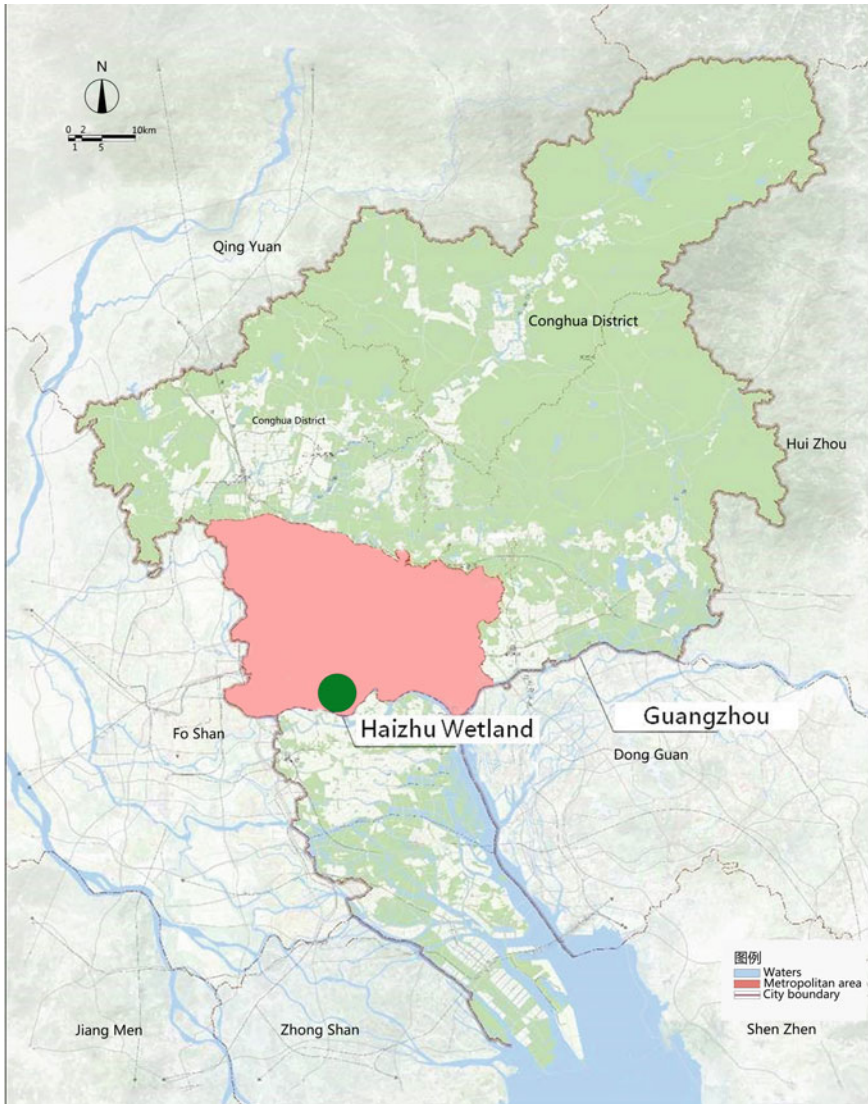 N
0 2 10km
1 5
Qing Yuan
Conghua District
Conghua District
Hui Zhou
Haizhu Wetland
Guangzhou
Fo Shan
Dong Guan
图例
Waters
Metropolitan area
City boundary
Jiang Men
Zhong Shan
Shen Zhen